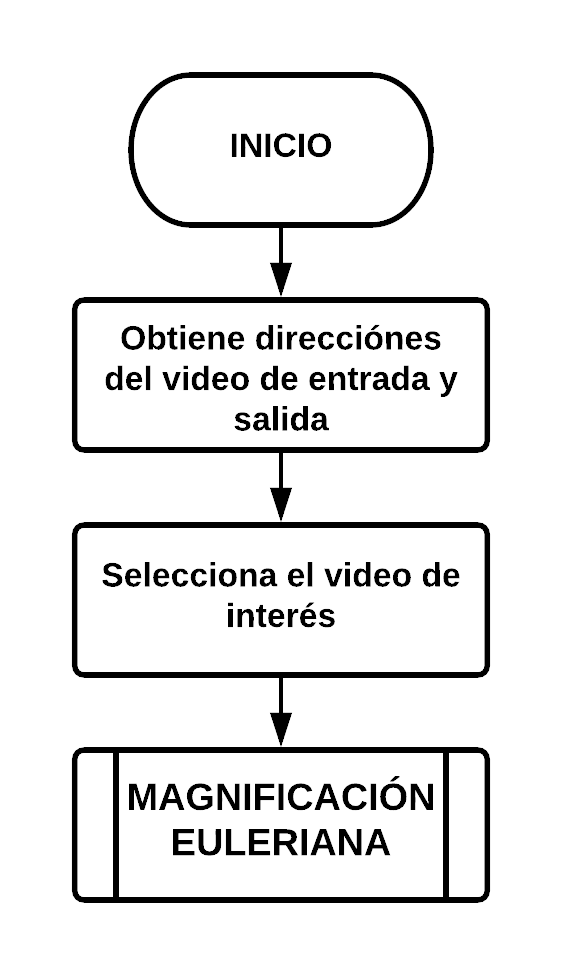 INICIO
Obtiene direcciónes
del video de entrada y
salida
Selecciona el video de
interés
MAGNIFICACIÓN
EULERIANA